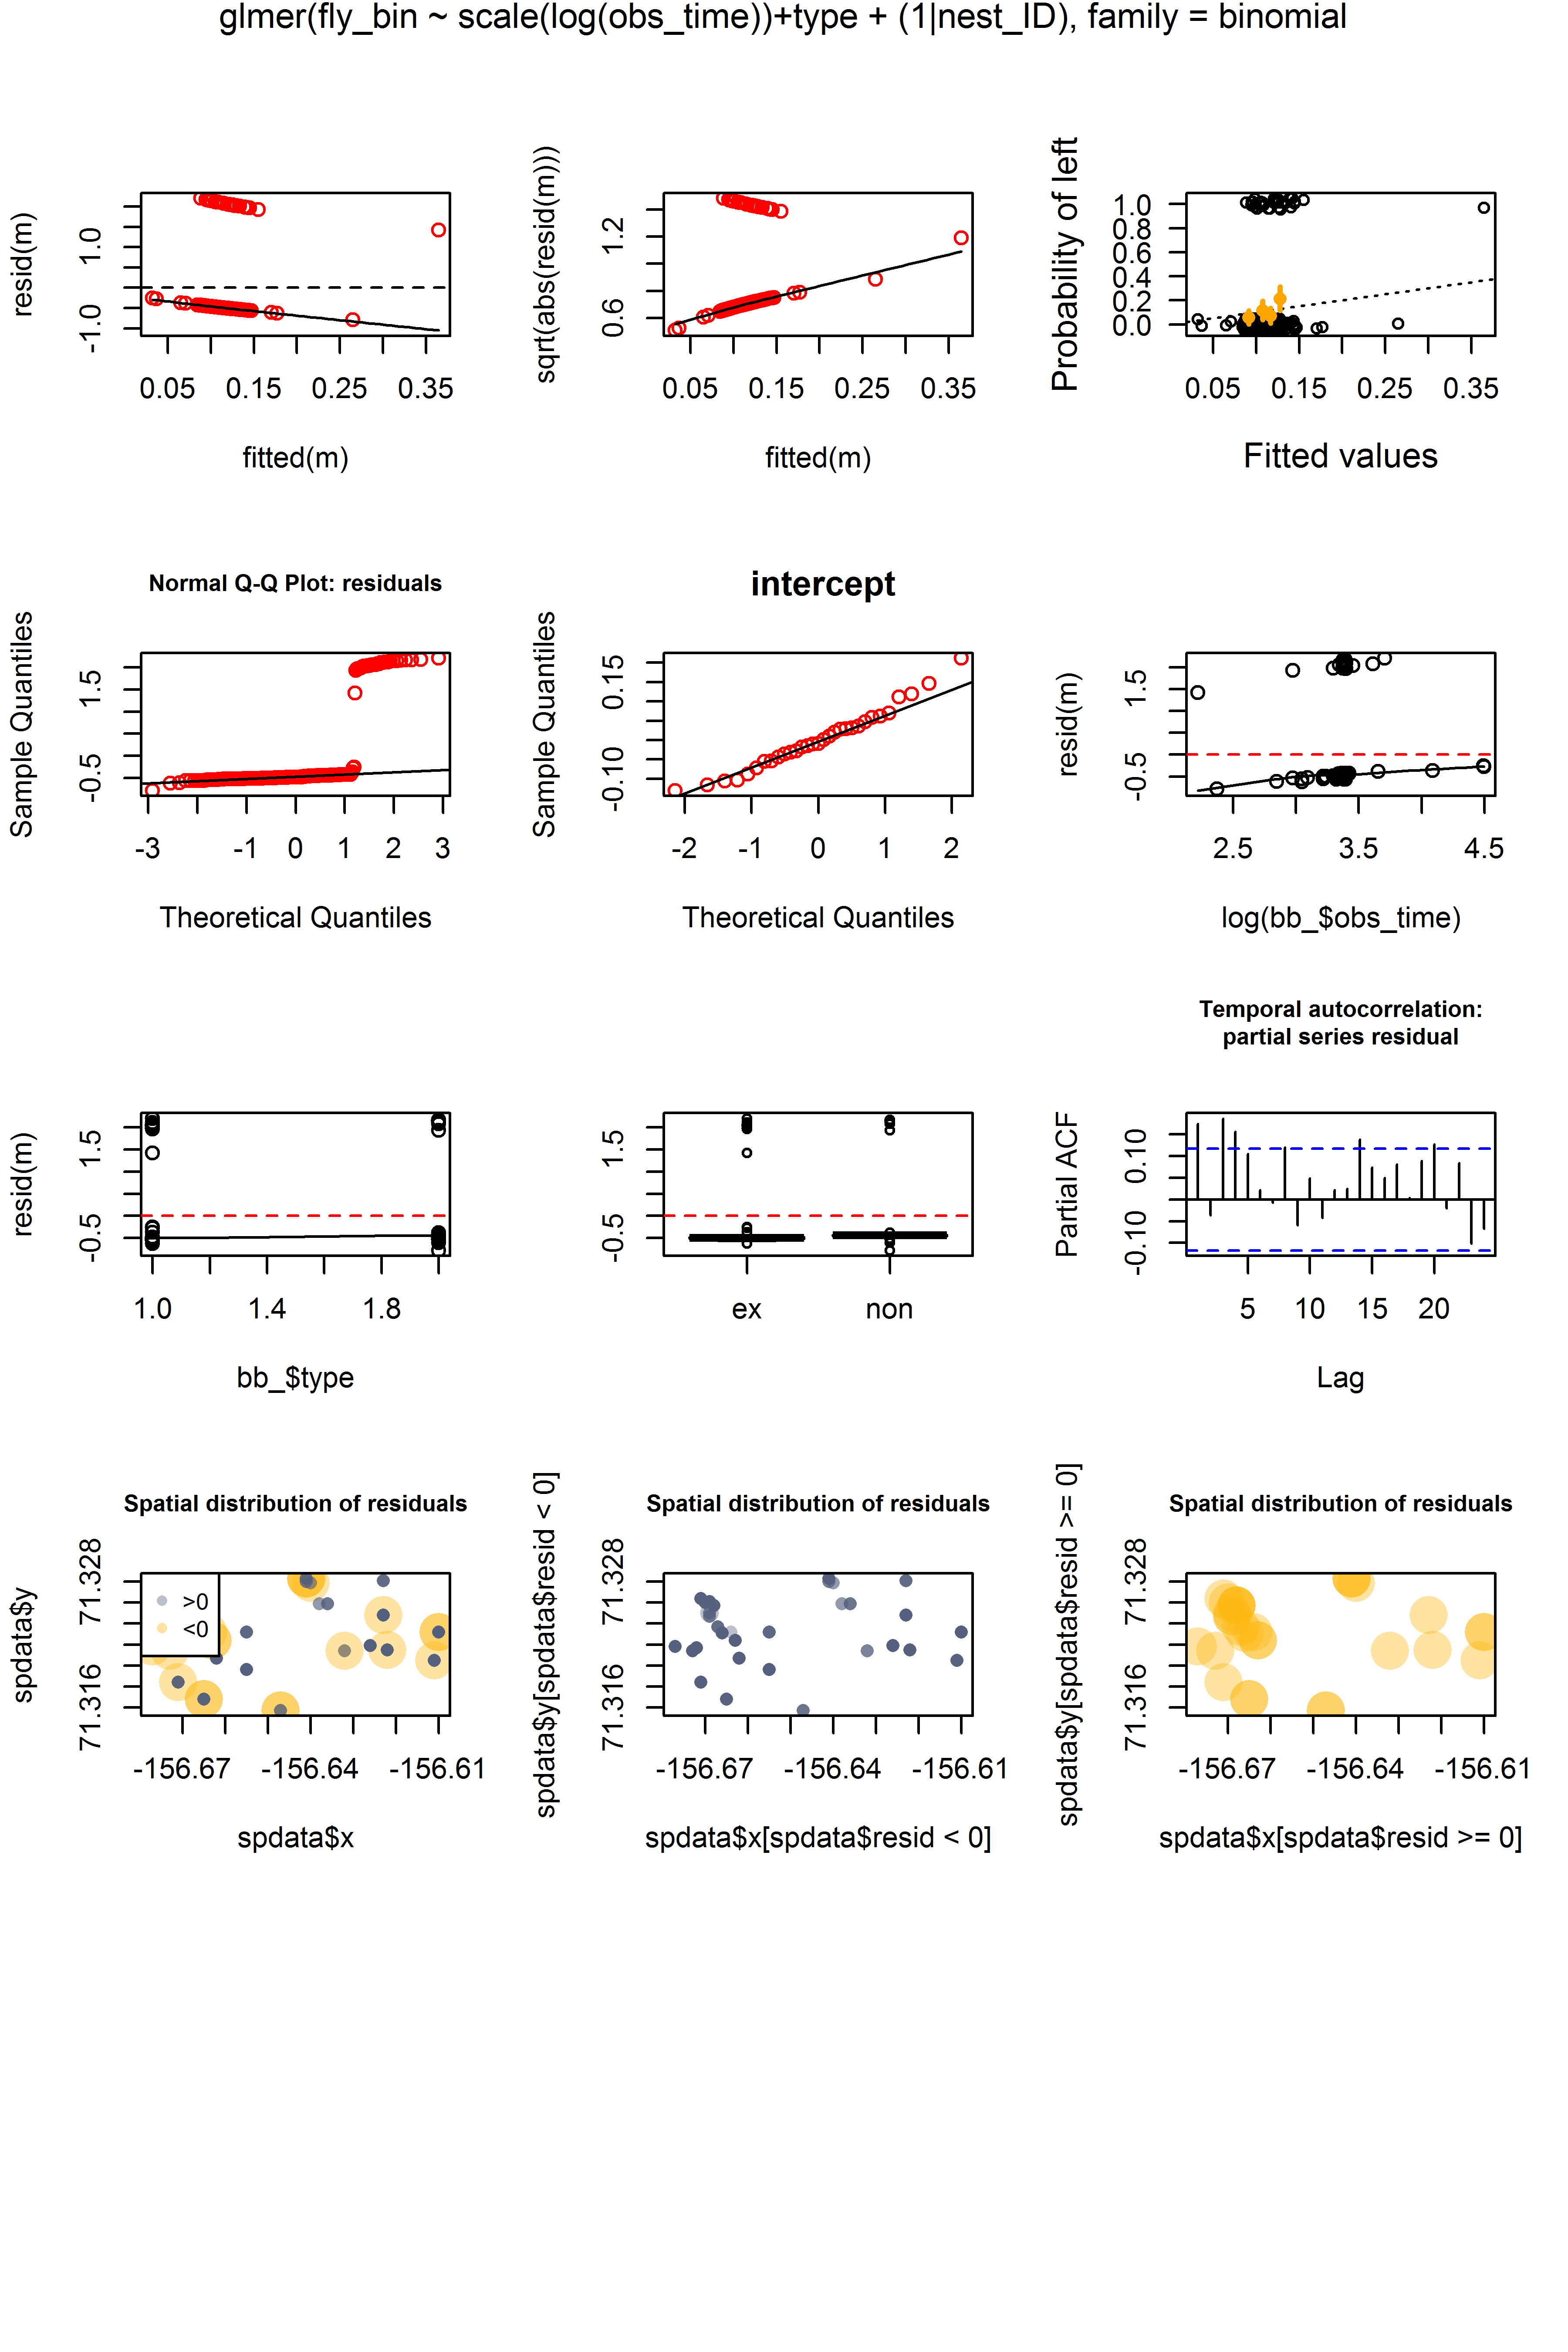 glmer(fly_bin ~ scale(log(obs_time))+type + (1|nest_ID), family = binomial
resid(m)
-1.0 1.0
0.05 0.15 0.25 0.35
fitted(m)
sqrt(abs(resid(m)))
0.6 1.2
0.05 0.15 0.25 0.35
fitted(m)
Probability of left
1.0
0.8
0.6
0.4
0.2
0.0
0.05 0.15 0.25 0.35
Fitted values
Normal Q-Q Plot: residuals
Sample Quantiles
-0.5 1.5
-3 -1 0 1 2 3
Theoretical Quantiles
intercept
Sample Quantiles
-0.10 0.15
-2 -1 0 1 2
Theoretical Quantiles
resid(m)
-0.5 1.5
2.5 3.5 4.5
log(bb_$obs_time)
resid(m)
-0.5 1.5
1.0 1.4 1.8
bb_$type
-0.5 1.5
ex non
Temporal autocorrelation:
partial series residual
Partial ACF
-0.10 0.10
5 10 15 20
Lag
Spatial distribution of residuals
spdata$y
71.316 71.328
>0
<0
-156.67 -156.64 -156.61
spdata$x
Spatial distribution of residuals
spdata$y[spdata$resid < 0]
71.316 71.328
-156.67 -156.64 -156.61
spdata$x[spdata$resid < 0]
Spatial distribution of residuals
spdata$y[spdata$resid >= 0]
71.316 71.328
-156.67 -156.64 -156.61
spdata$x[spdata$resid >= 0]